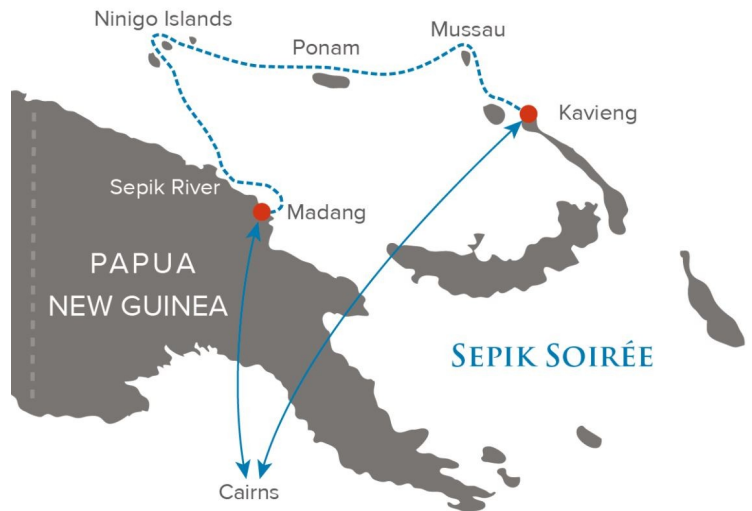 Ninigo Islands
Ponam
Mussau
Kavieng
Sepik River
Madang
PAPUA
NEW GUINEA
SEPIK SOIRÉE
Cairns